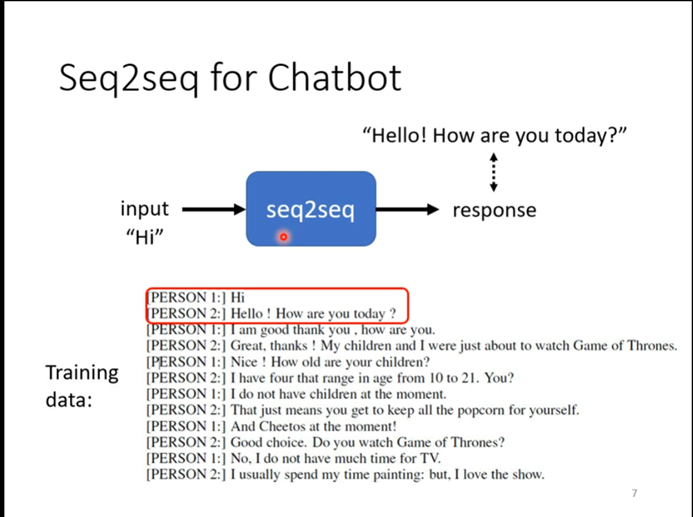 Seq2seq for Chatbot
“Hello! How are you today?”
input
seq2seq
response
“Hi”
[PERSON 1:] Hi
[PERSON 2:] Hello ! How are you today ?
[PERSON 1:] I am good thank you , how are you.
[PERSON 2:] Great, thanks ! My children and I were just about to watch Game of Thrones.
[PERSON 1:] Nice ! How old are your children?
[PERSON 2:] I have four that range in age from 10 to 21. You?
[PERSON 1:] I do not have children at the moment.
[PERSON 2:] That just means you get to keep all the popcorn for yourself.
[PERSON 1:] And Cheetos at the moment!
[PERSON 2:] Good choice. Do you watch Game of Thrones?
[PERSON 1:] No, I do not have much time for TV.
[PERSON 2:] I usually spend my time painting: but, I love the show.
Training
data:
7